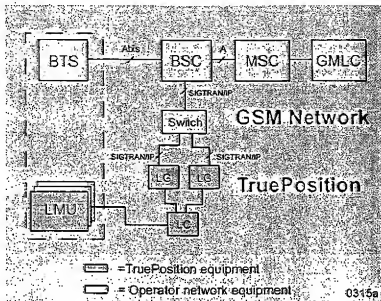 BTS
Abis
BSC
A
MSC
GMLC
SIGTRAN/IP
Switch
GSM Network
SIGTRAN/IP
SIGTRAN/IP
LG
LG
TruePosition
LMU
LC
=TruePosition equipment
= Operator network equipment
0315a